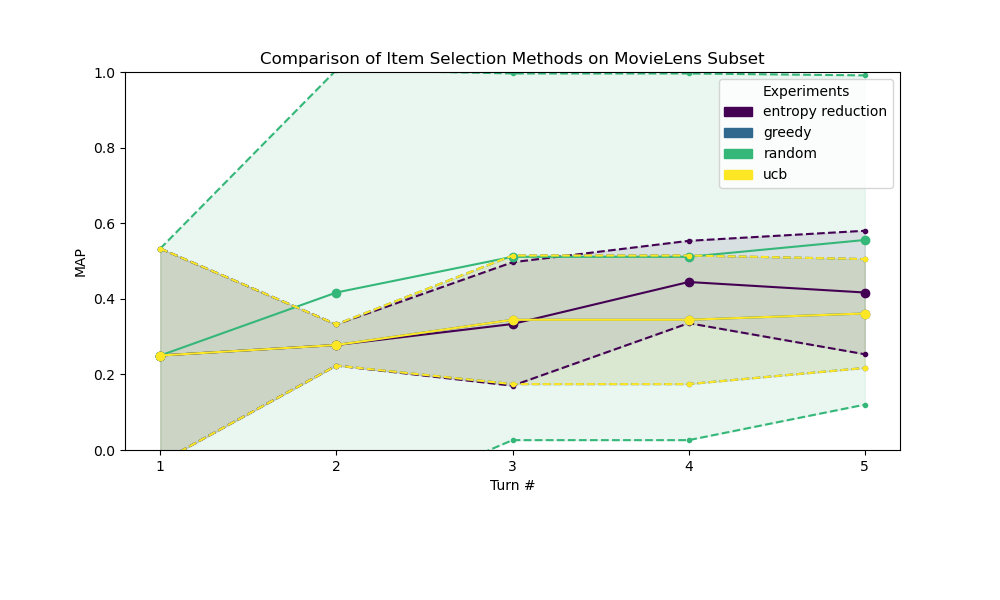 Comparison of Item Selection Methods on MovieLens Subset
MAP
1.0
0.8
0.6
0.4
0.2
0.0
Experiments
entropy reduction
greedy
random
ucb
1 2 3 4 5
Turn #